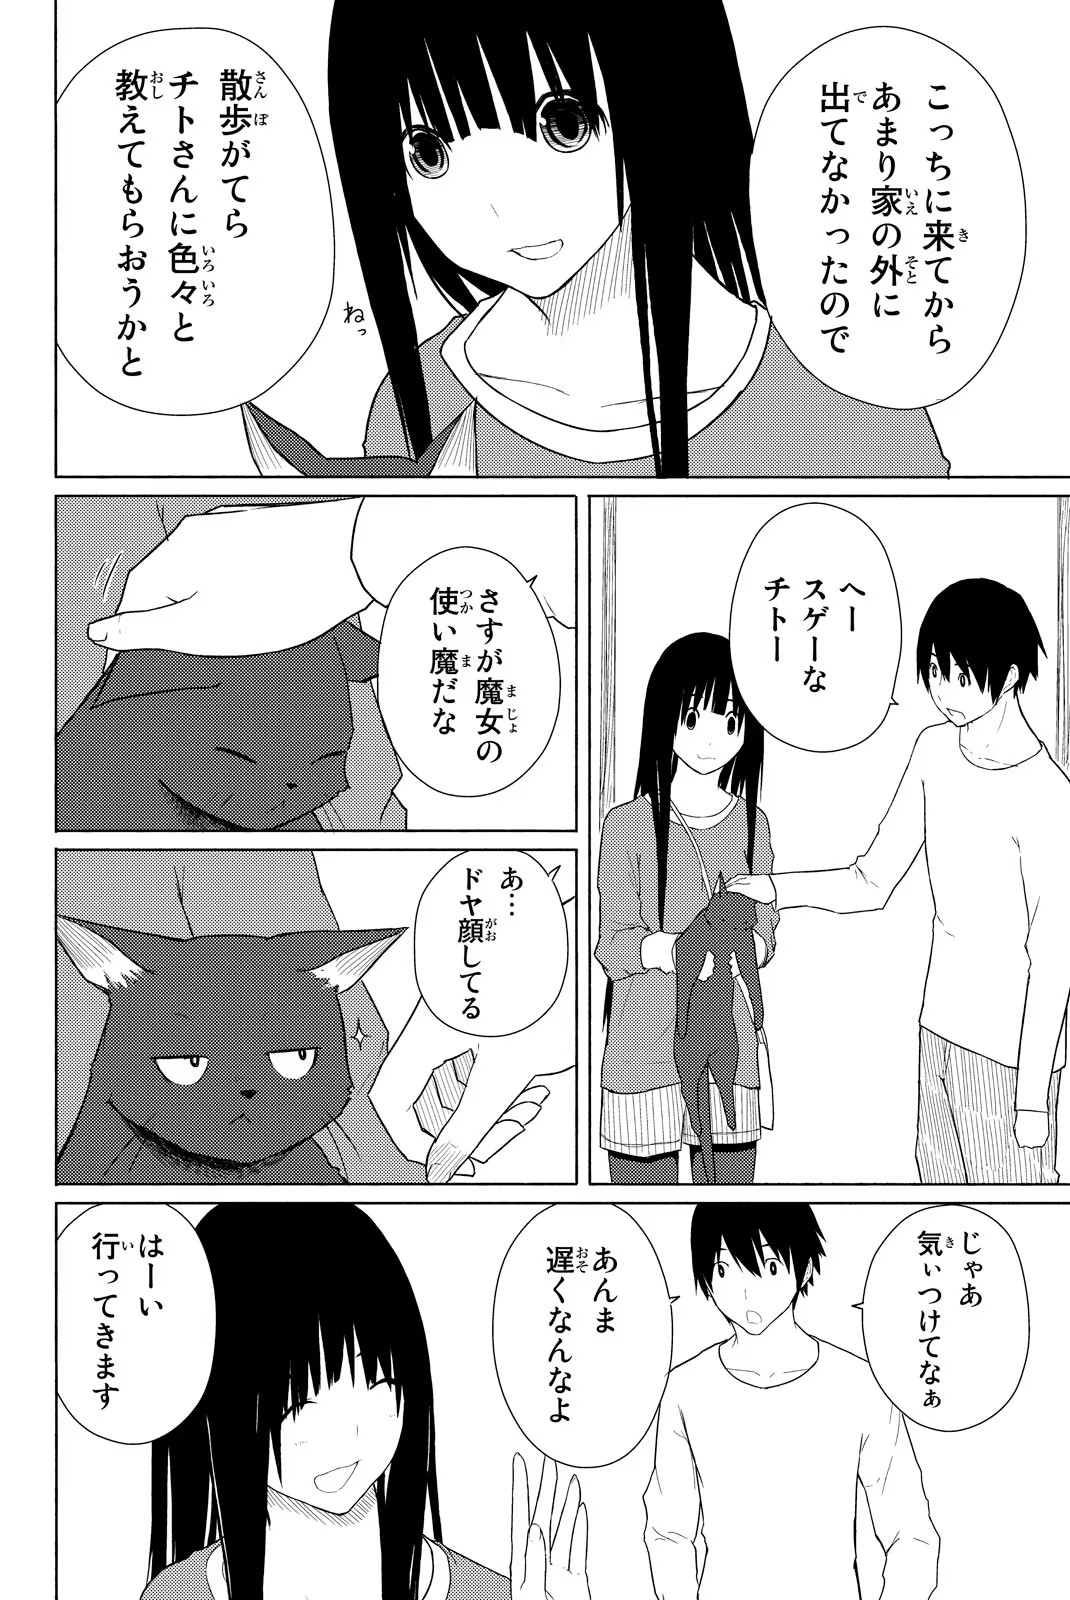 こっちに来てから
あまり家の外に
出てなかったので
散歩がてら
チトさんに色々と
教えてもらおうかと
ねっ
へー
スゲーな
チトー
さすが魔女の
使い魔だな
あ…
ドヤ顔してる
じゃあ
気ぃつけてなぁ
あんま
遅くなんなよ
はーい
行ってきます